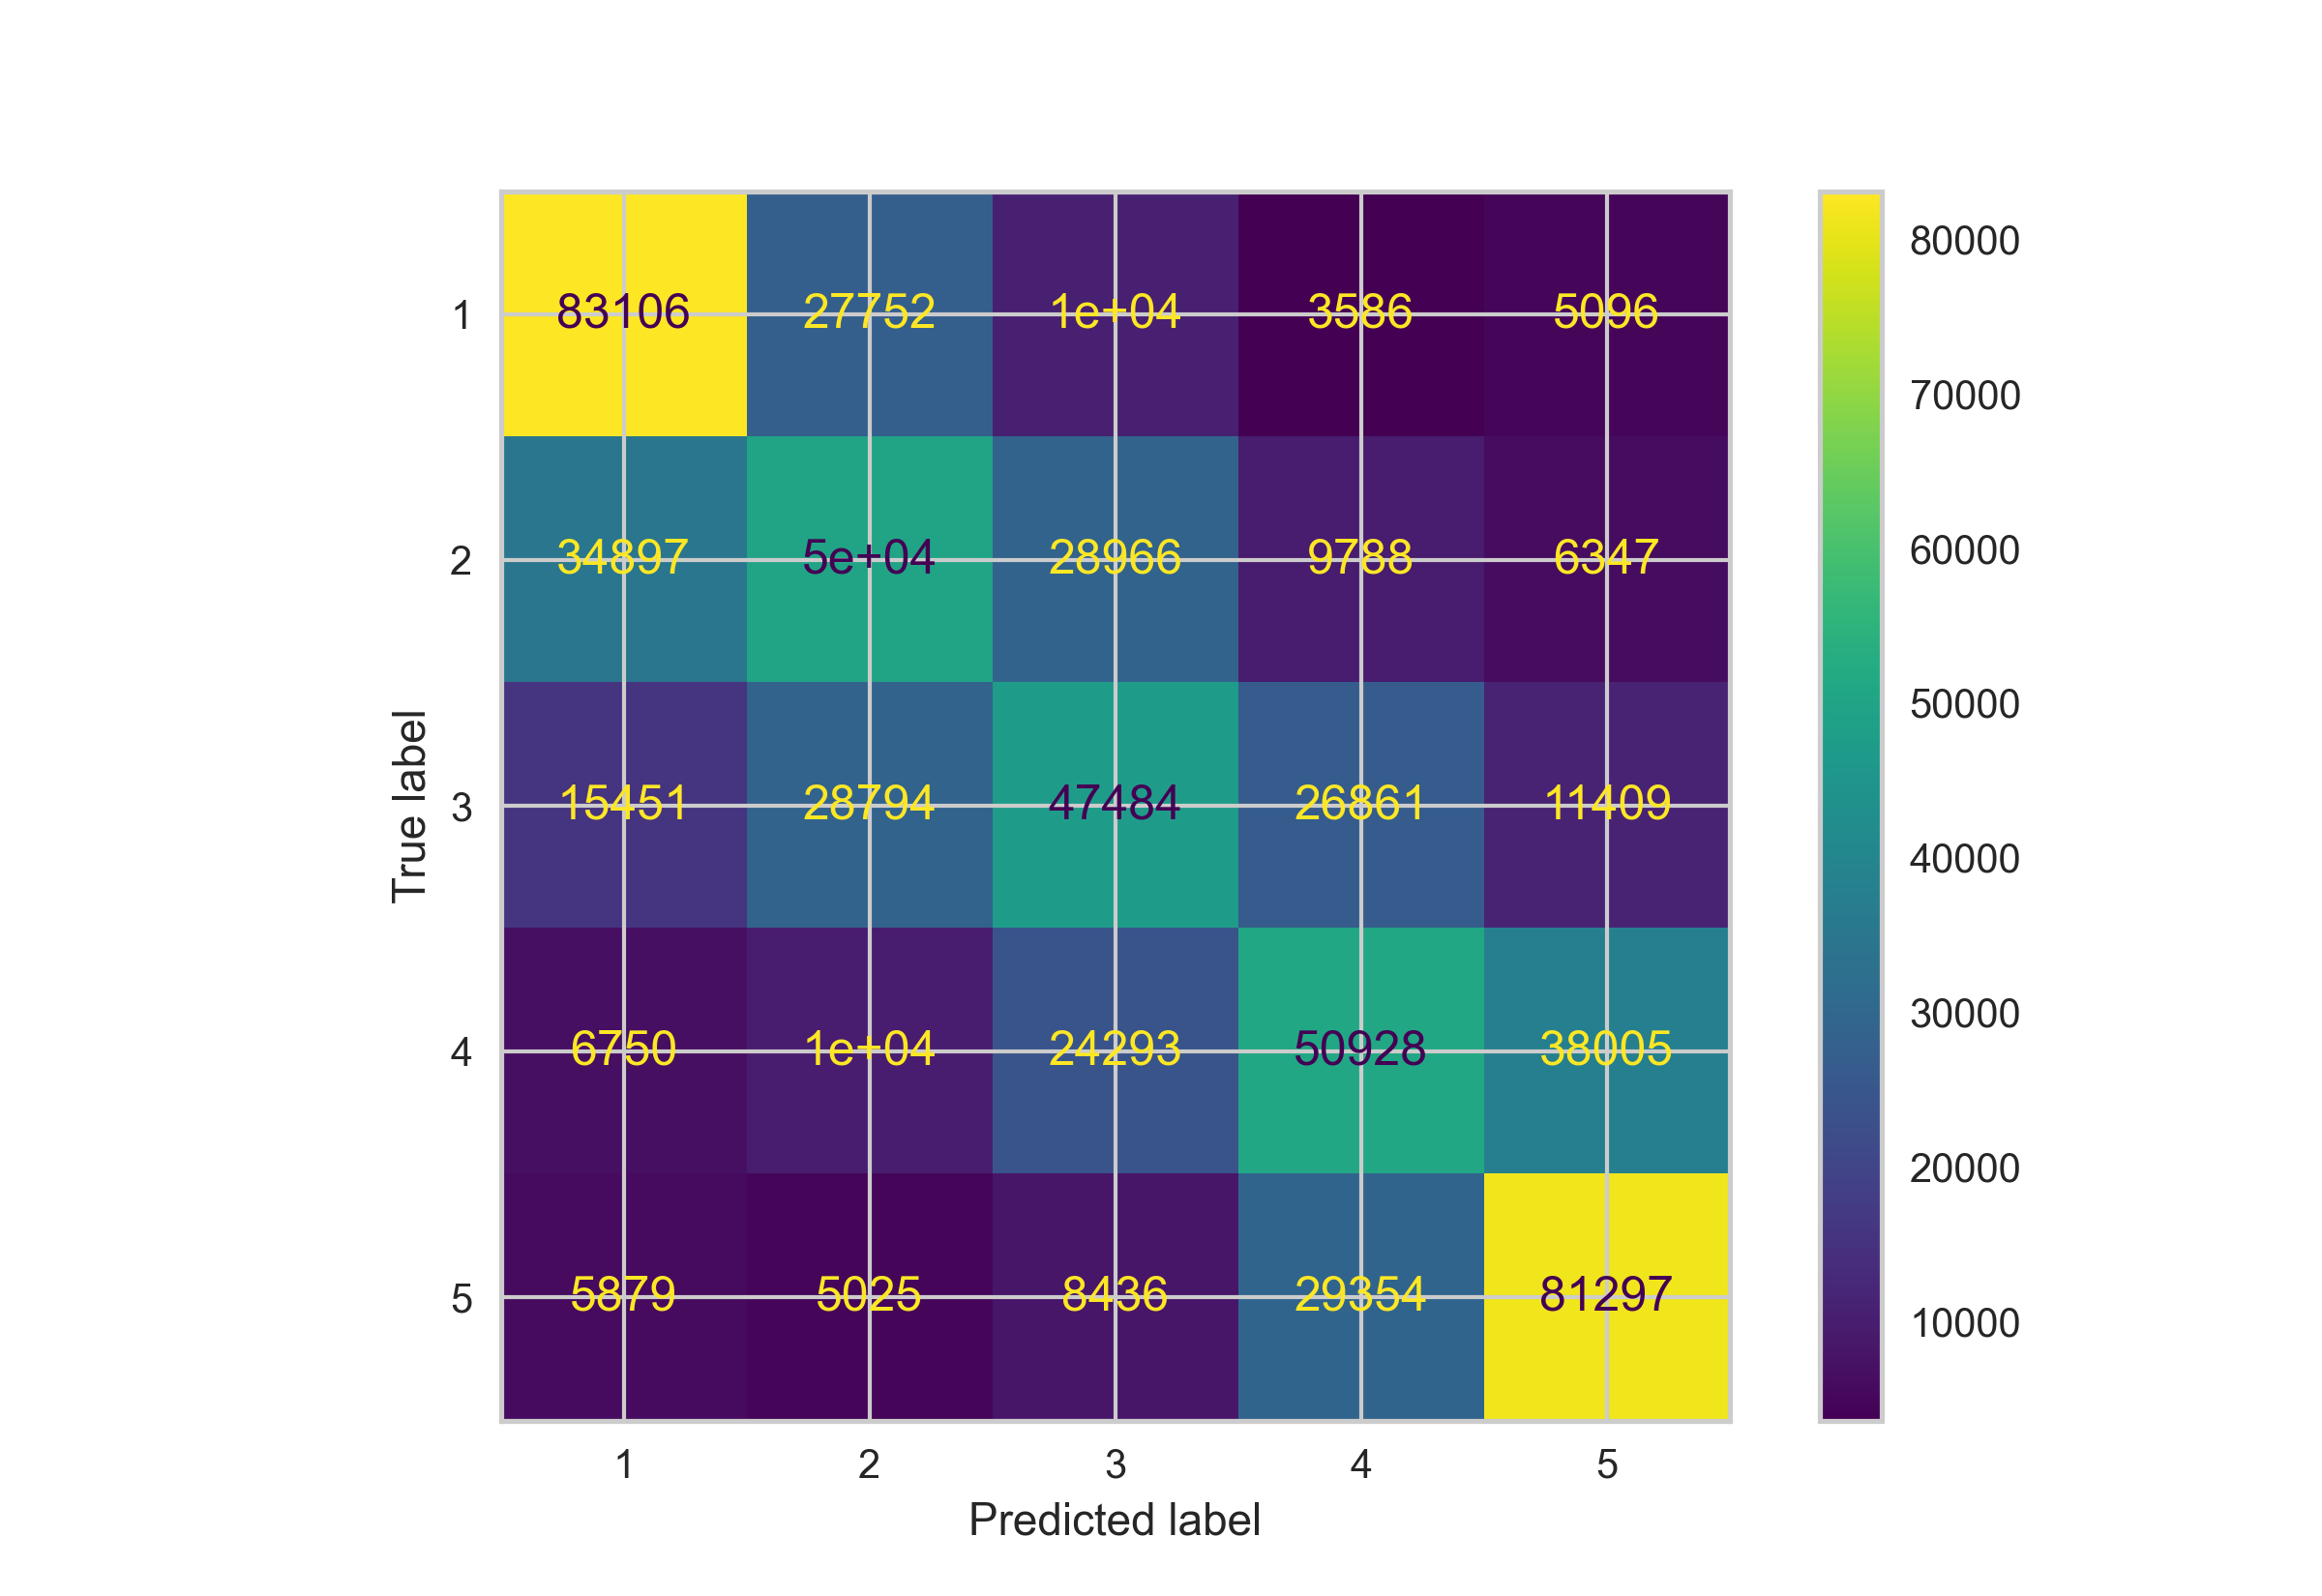 1 83106 27752 1e+04 3586 5096
2 34897 5e+04 28966 9788 6347
3 15451 28794 47484 26861 11409
4 6750 1e+04 24293 50928 38005
5 5879 5025 8436 29354 81297
1 2 3 4 5
True label
Predicted label
80000
70000
60000
50000
40000
30000
20000
10000